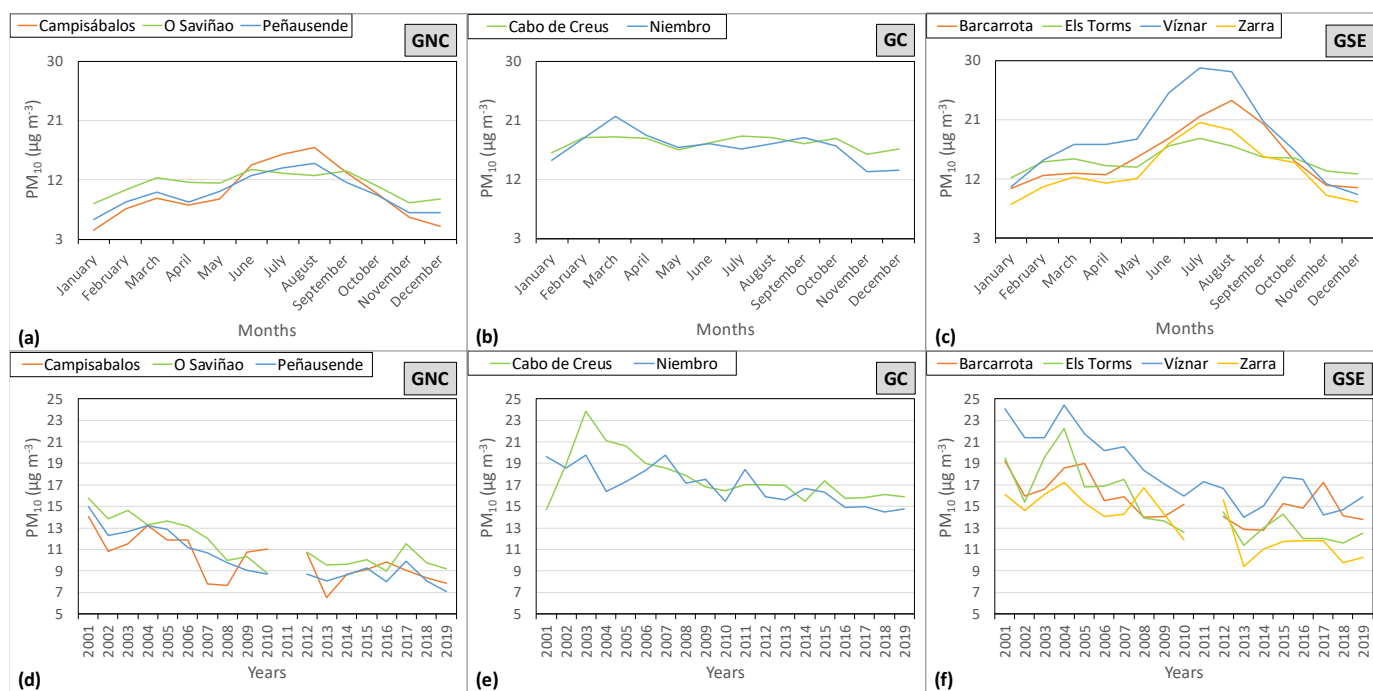 Campisábalos O Saviñao Peñausende
GNC
PM10 (µg m-3)
30
21
12
3
January
February
March
April
May
June
July
August
September
October
November
December
Months
(a)
Cabo de Creus Niembro
GC
PM10 (µg m-3)
30
21
12
3
January
February
March
April
May
June
July
August
September
October
November
December
Months
(b)
Barcarrota Els Torms Víznar Zarra
GSE
PM10 (µg m-3)
30
21
12
3
January
February
March
April
May
June
July
August
September
October
November
December
Months
(c)
Campisabalos O Saviñao Peñausende
GNC
PM10 (µg m-3)
25
23
21
19
17
15
13
11
9
7
5
2001
2002
2003
2004
2005
2006
2007
2008
2009
2010
2011
2012
2013
2014
2015
2016
2017
2018
2019
Years
(d)
Cabo de Creus Niembro
GC
PM10 (µg m-3)
25
23
21
19
17
15
13
11
9
7
5
2001
2002
2003
2004
2005
2006
2007
2008
2009
2010
2011
2012
2013
2014
2015
2016
2017
2018
2019
Years
(e)
Barcarrota Els Torms Víznar Zarra
GSE
PM10 (µg m-3)
25
23
21
19
17
15
13
11
9
7
5
2001
2002
2003
2004
2005
2006
2007
2008
2009
2010
2011
2012
2013
2014
2015
2016
2017
2018
2019
Years
(f)